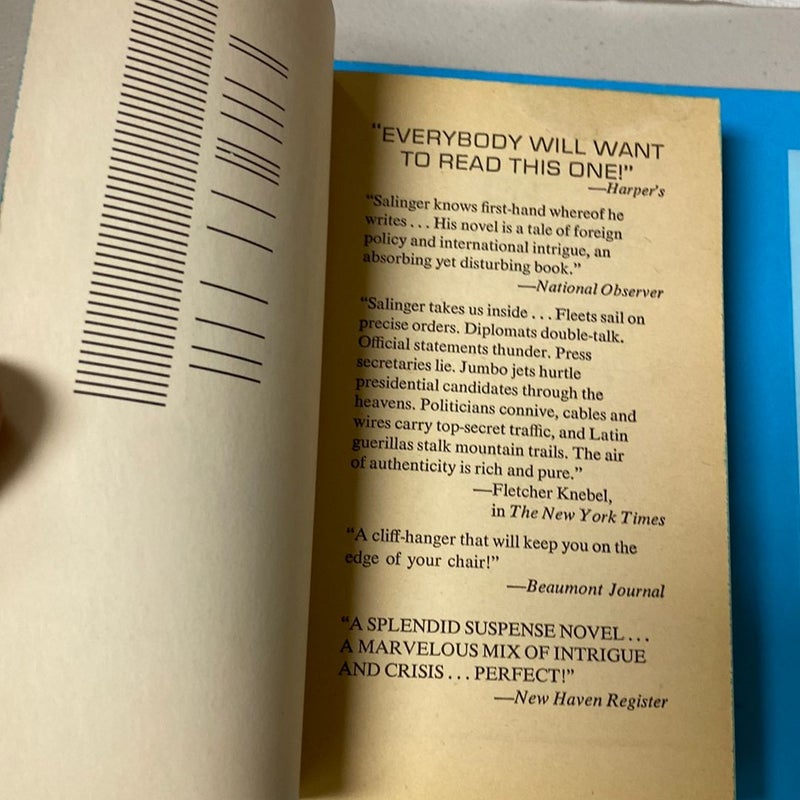 “EVERYBODY WILL WANT
TO READ THIS ONE!”
—Harper's
“Salinger knows first-hand whereof he
writes . . . His novel is a tale of foreign
policy and international intrigue, an
absorbing yet disturbing book.”
—National Observer
“Salinger takes us inside . . . Fleets sail on
precise orders. Diplomats double-talk.
Official statements thunder. Press
secretaries lie. Jumbo jets hurtle
presidential candidates through the
heavens. Politicians connive, cables and
wires carry top-secret traffic, and Latin
guerillas stalk mountain trails. The air
of authenticity is rich and pure.”
—Fletcher Knebel,
in The New York Times
“A cliff-hanger that will keep you on the
edge of your chair!”
—Beaumont Journal
“A SPLENDID SUSPENSE NOVEL . . .
A MARVELOUS MIX OF INTRIGUE
AND CRISIS . . . PERFECT!”
—New Haven Register